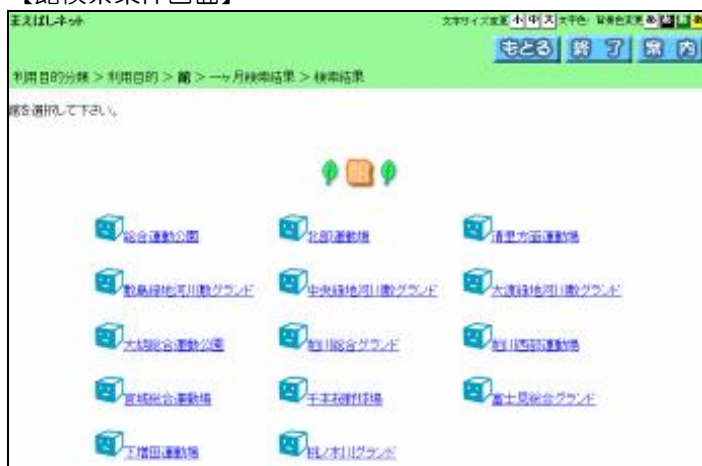 【館検索条件画面】
まえばしネット 文字サイズ変更 小 中 大 文字色・背景色変更 あ あ あ あ
もどる 終了 案内
利用目的分類 > 利用目的 > 館 > 一ヶ月検索結果 > 検索結果
館を選択して下さい。
館
総合運動公園 北部運動場 清里方面運動場
敷島緑地河川敷グランド 中央緑地河川敷グランド 大渡緑地河川敷グランド
大胡総合運動公園 粕川総合グランド 粕川西部運動場
宮城総合運動場 千本桜野球場 富士見総合グランド
下増田運動場 桃ノ木川グランド